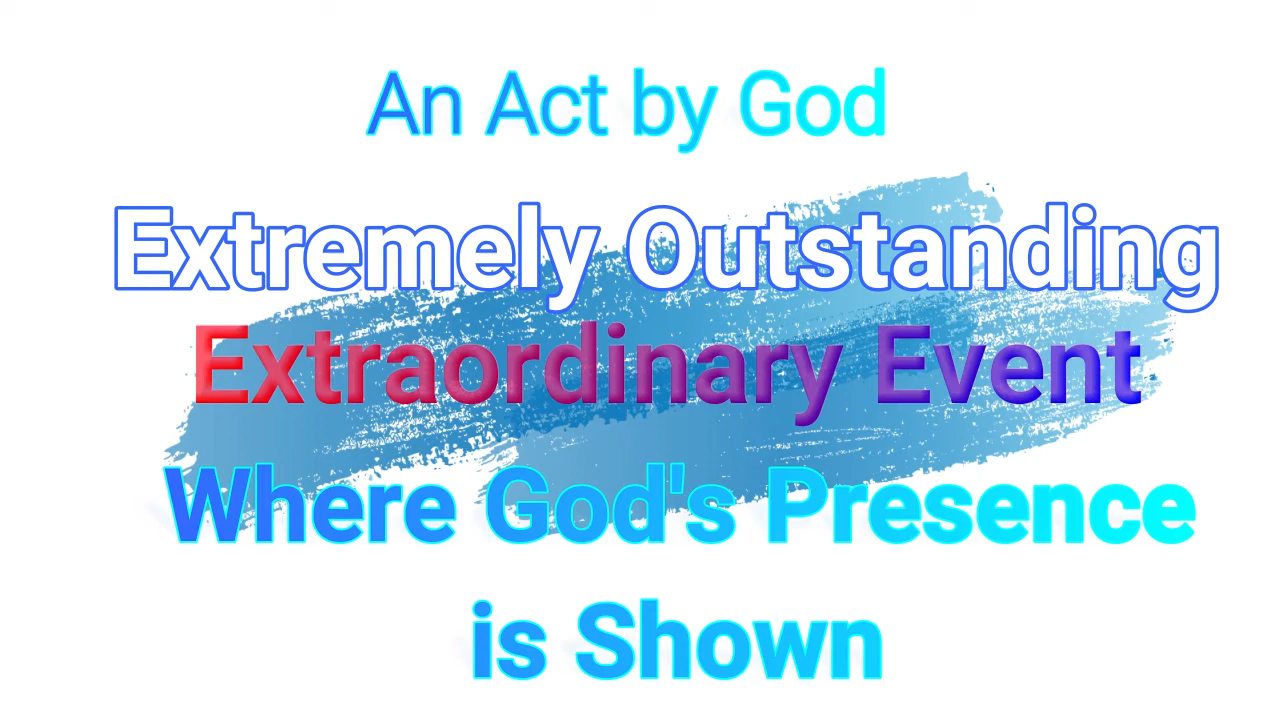 An Act by God
Extremely Outstanding
Extraordinary Event
Where God's Presence
is Shown